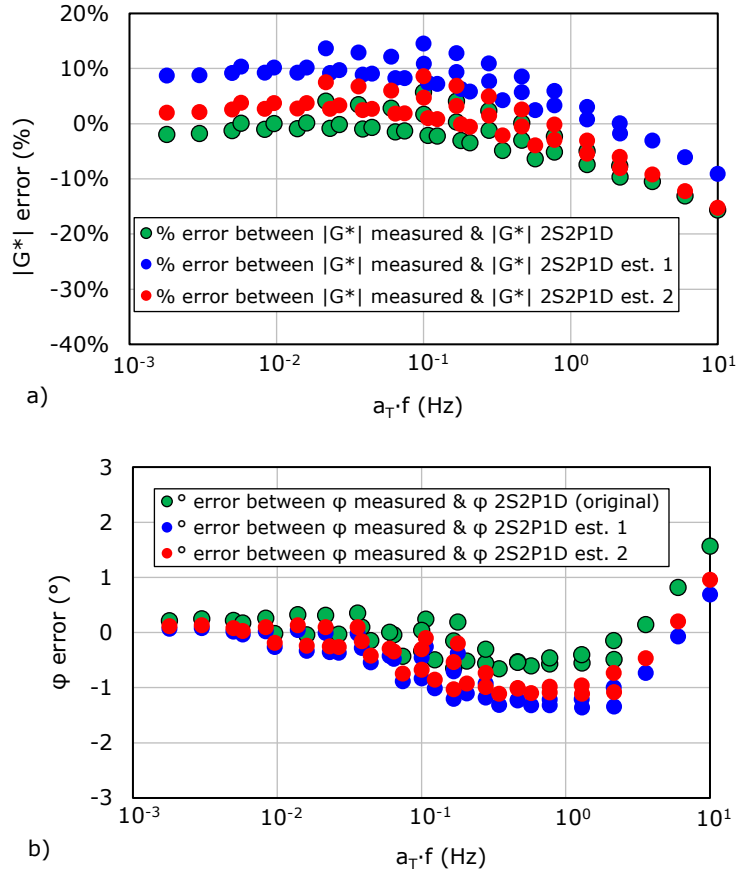 20%
10%
0%
-10%
-20%
-30%
-40%
|G*| error (%)
% error between |G*| measured & |G*| 2S2P1D
% error between |G*| measured & |G*| 2S2P1D est. 1
% error between |G*| measured & |G*| 2S2P1D est. 2
10⁻³ 10⁻² 10⁻¹ 10⁰ 10¹
a_T·f (Hz)
a)
3
2
1
0
-1
-2
-3
φ error (°)
° error between φ measured & φ 2S2P1D (original)
° error between φ measured & φ 2S2P1D est. 1
° error between φ measured & φ 2S2P1D est. 2
10⁻³ 10⁻² 10⁻¹ 10⁰ 10¹
a_T·f (Hz)
b)